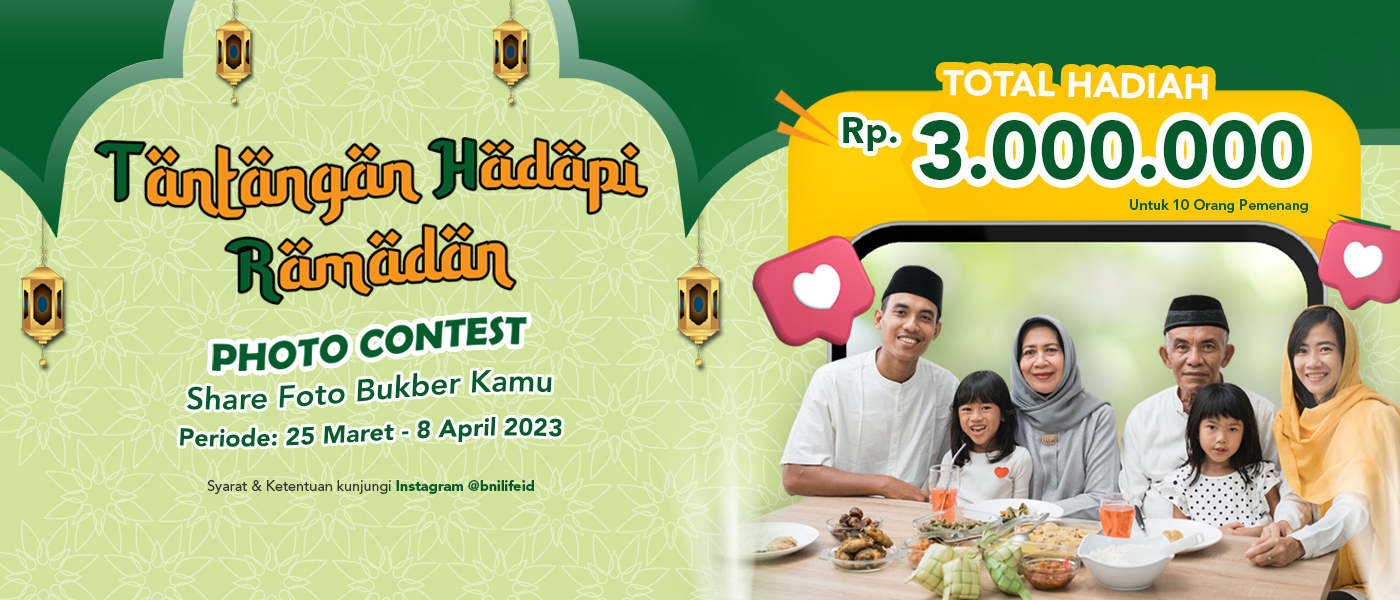 Tantangan Hadapi
Ramadan
PHOTO CONTEST
Share Foto Bukber Kamu
Periode: 25 Maret - 8 April 2023
Syarat & Ketentuan kunjungi Instagram @bnilifeid
TOTAL HADIAH
Rp. 3.000.000
Untuk 10 Orang Pemenang